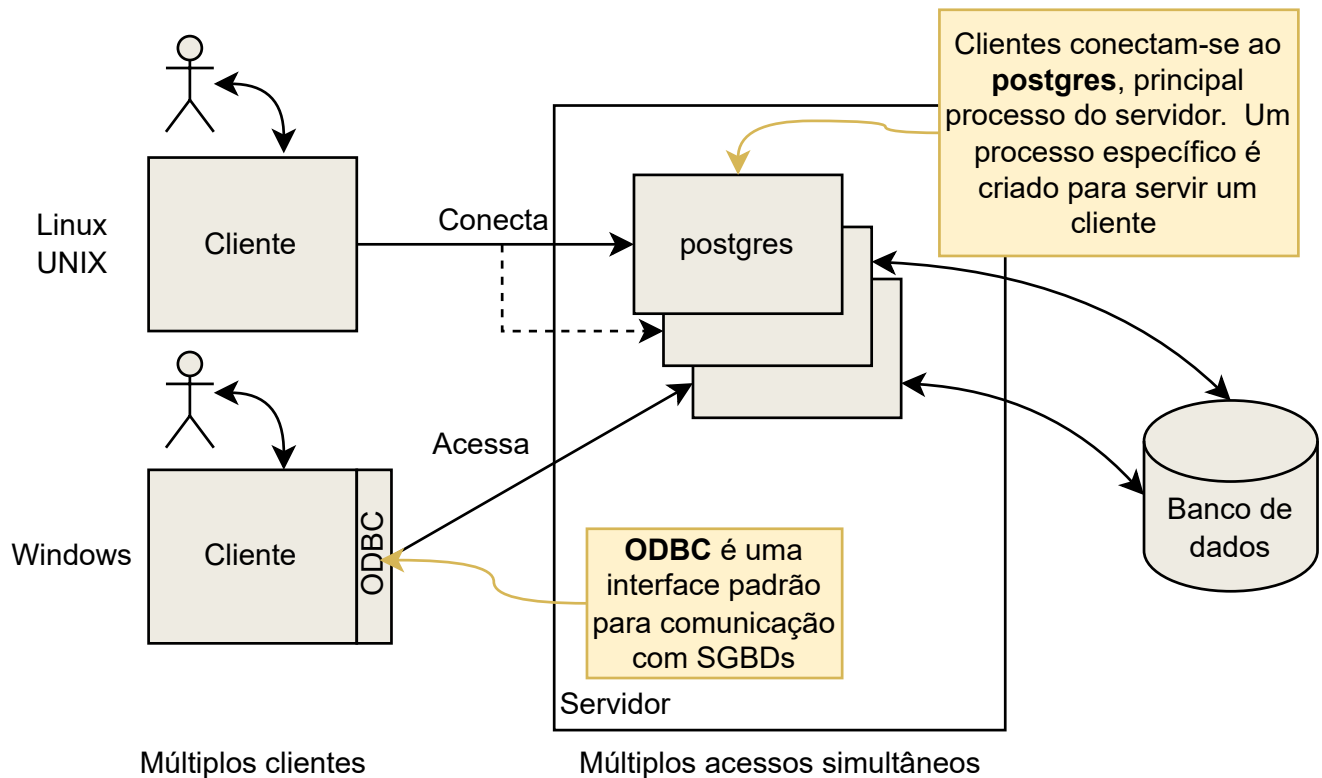 Clientes conectam-se ao
postgres, principal
processo do servidor. Um
processo específico é
criado para servir um
cliente
Linux
UNIX
Cliente
Conecta
postgres
Acessa
Windows
Cliente
ODBC
ODBC é uma
interface padrão
para comunicação
com SGBDs
Banco de
dados
Servidor
Múltiplos clientes
Múltiplos acessos simultâneos